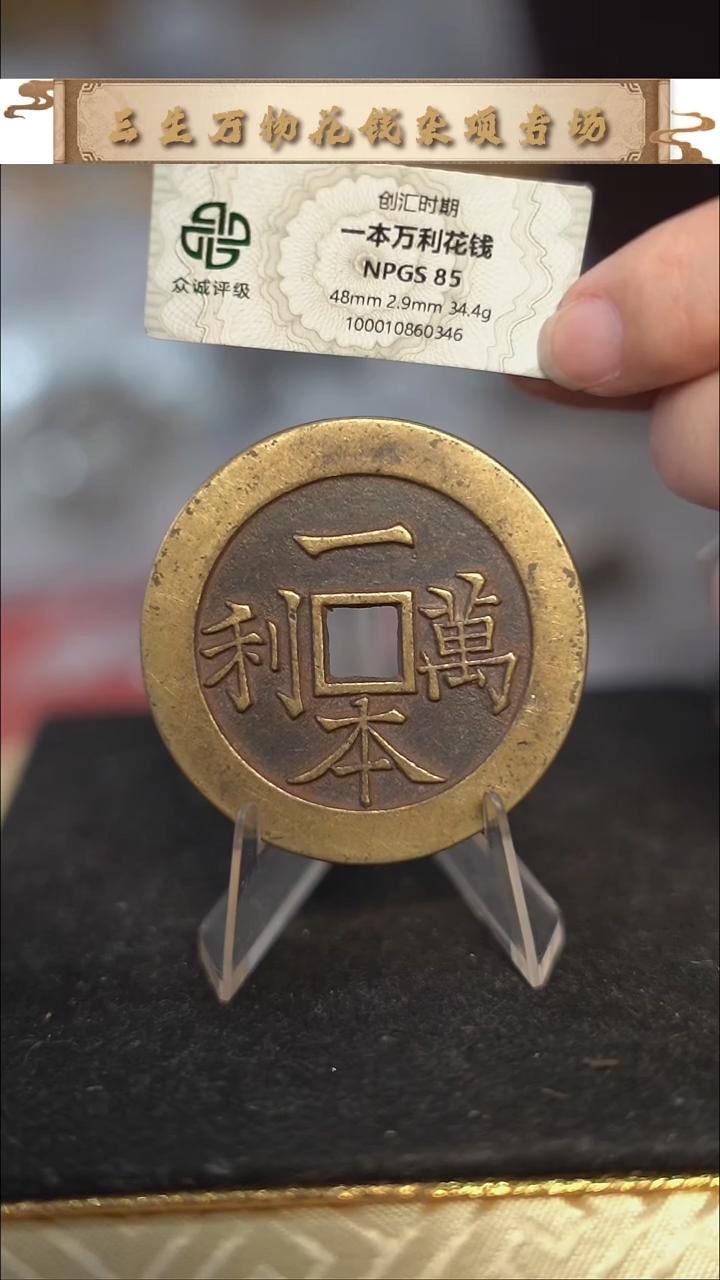 三生万物花钱杂项专场
创汇时期
一本万利花钱
NPGS 85
48mm 2.9mm 34.4g
100010860346
众诚评级
一
本
萬
利